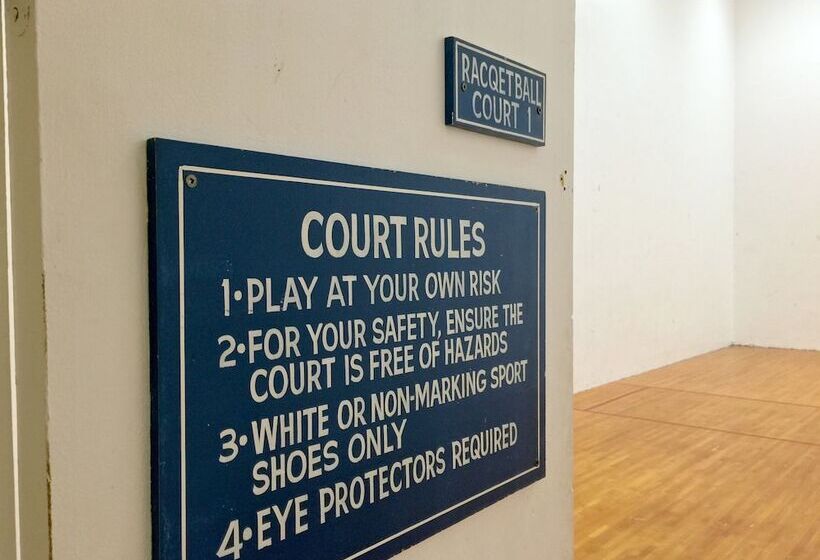 RACQETBALL
COURT 1
COURT RULES
1•PLAY AT YOUR OWN RISK
2•FOR YOUR SAFETY, ENSURE THE
COURT IS FREE OF HAZARDS
3•WHITE OR NON-MARKING SPORT
SHOES ONLY
4•EYE PROTECTORS REQUIRED